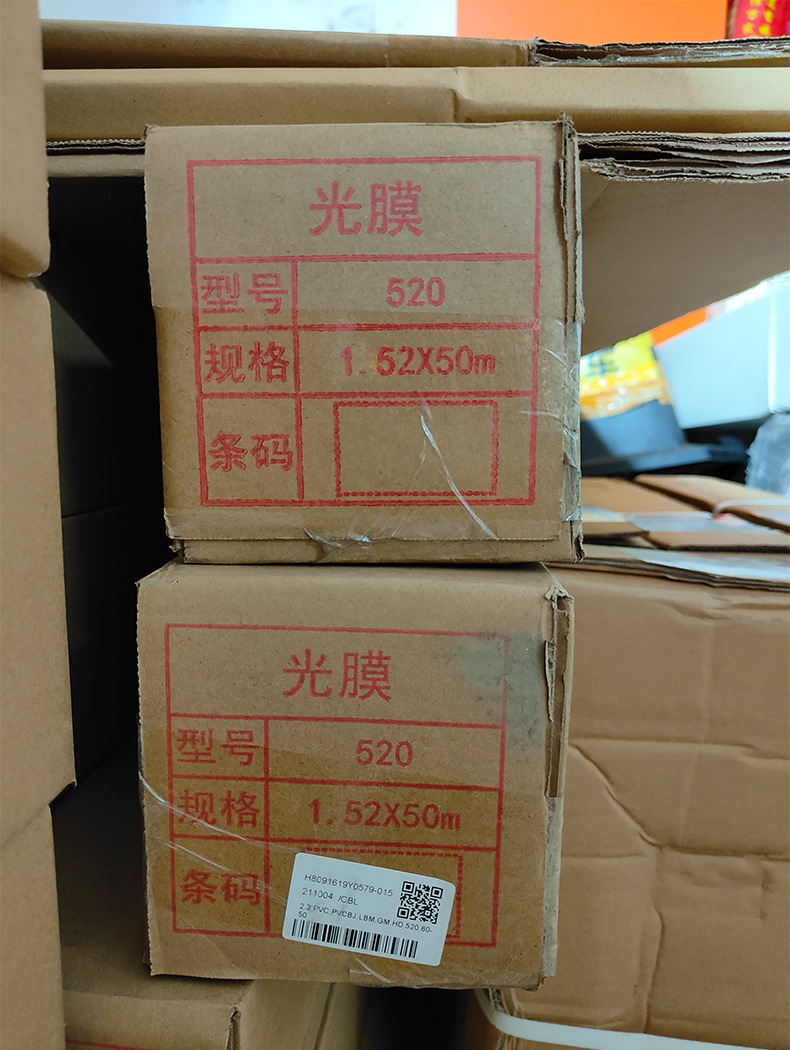 光膜
型号 520
规格 1.52X50m
条码
光膜
型号 520
规格 1.52X50m
条码
H8091619Y0579-015
211004 /CBL
2.3:PVC,PVCBJ,LBM,GM,HD,520,60-
50